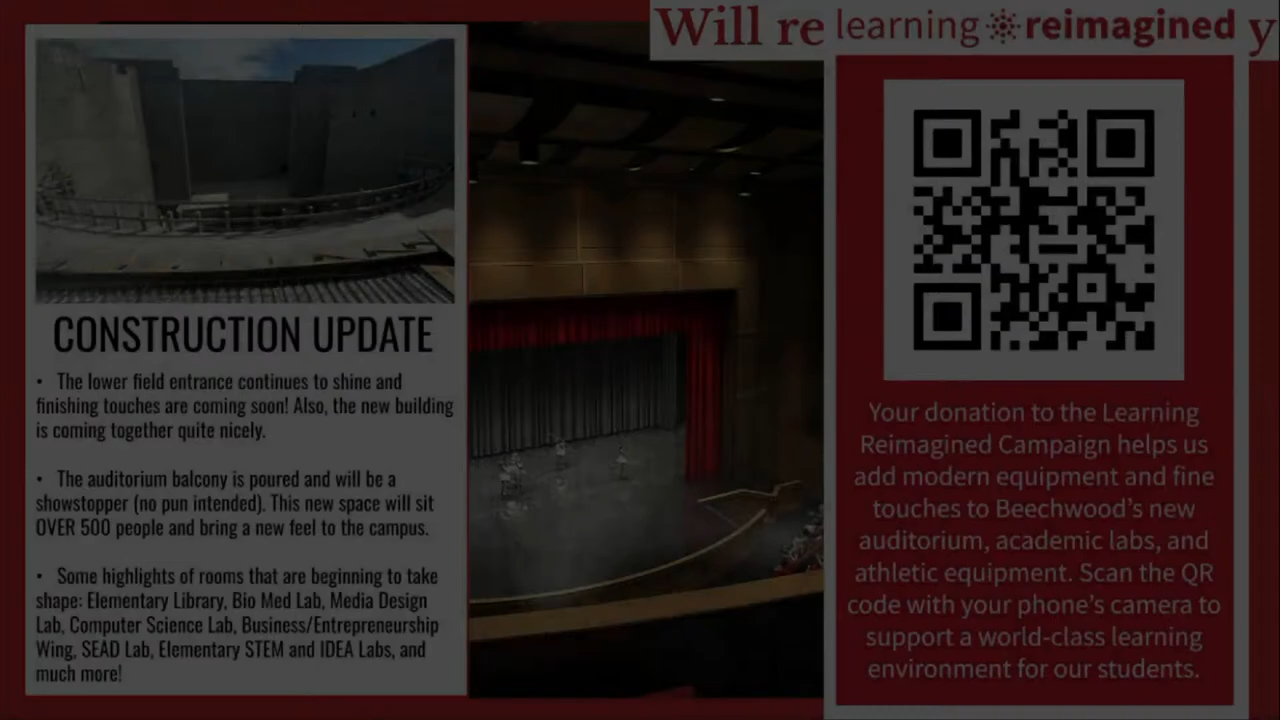 Will re
learning reimagined
y
CONSTRUCTION UPDATE
• The lower field entrance continues to shine and
finishing touches are coming soon! Also, the new building
is coming together quite nicely.
• The auditorium balcony is poured and will be a
showstopper (no pun intended). This new space will sit
OVER 500 people and bring a new feel to the campus.
• Some highlights of rooms that are beginning to take
shape: Elementary Library, Bio Med Lab, Media Design
Lab, Computer Science Lab, Business/Entrepreneurship
Wing, SEAD Lab, Elementary STEM and IDEA Labs, and
much more!
Your donation to the Learning
Reimagined Campaign helps us
add modern equipment and fine
touches to Beechwood’s new
auditorium, academic labs, and
athletic equipment. Scan the QR
code with your phone’s camera to
support a world-class learning
environment for our students.